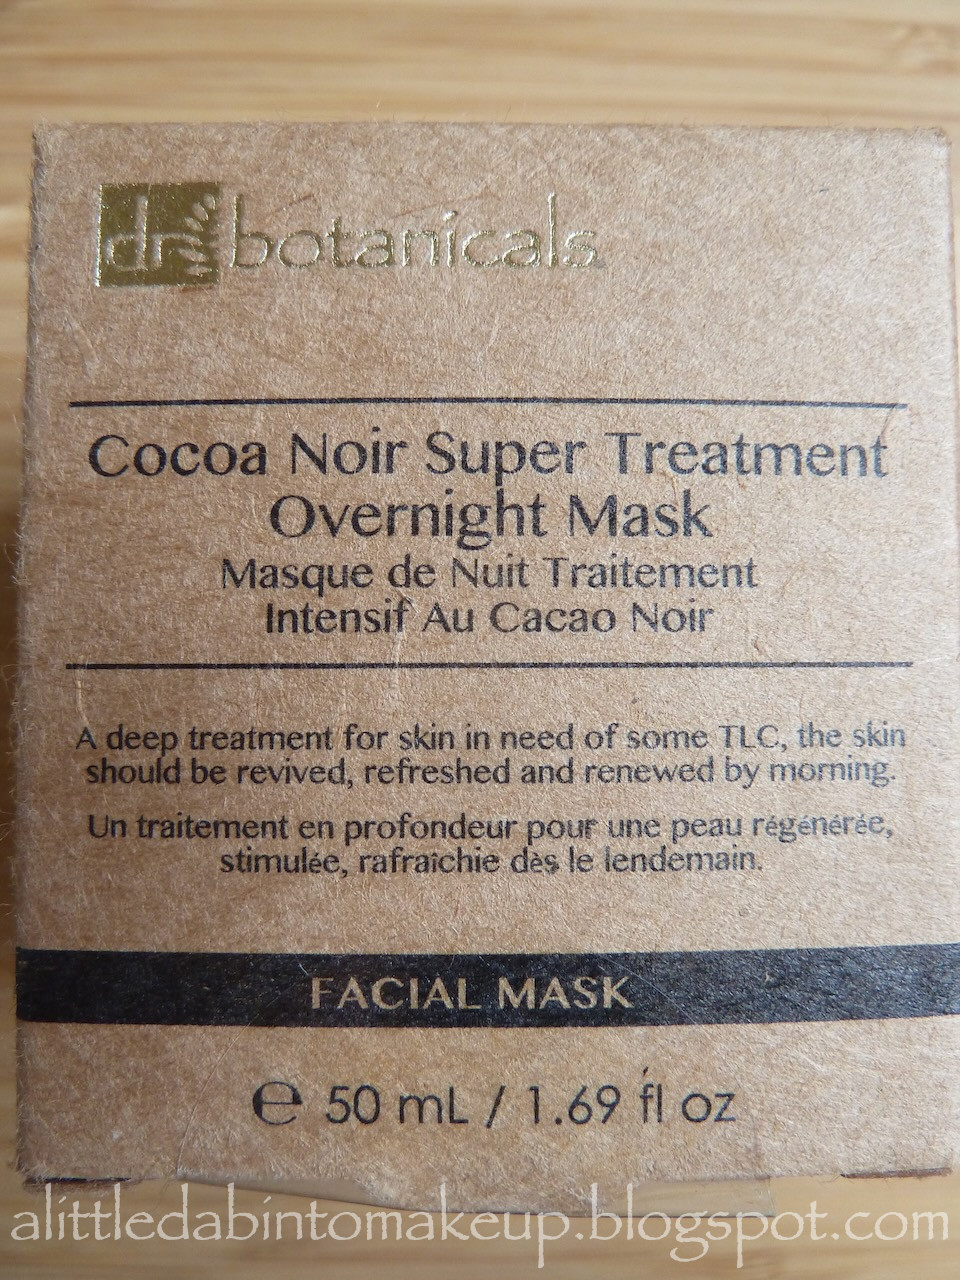 dr botanicals
Cocoa Noir Super Treatment
Overnight Mask
Masque de Nuit Traitement
Intensif Au Cacao Noir
A deep treatment for skin in need of some TLC, the skin
should be revived, refreshed and renewed by morning.
Un traitement en profondeur pour une peau régénérée,
stimulée, rafraîchie dès le lendemain.
FACIAL MASK
℮ 50 mL / 1.69 fl oz
alittledabintomakeup.blogspot.com